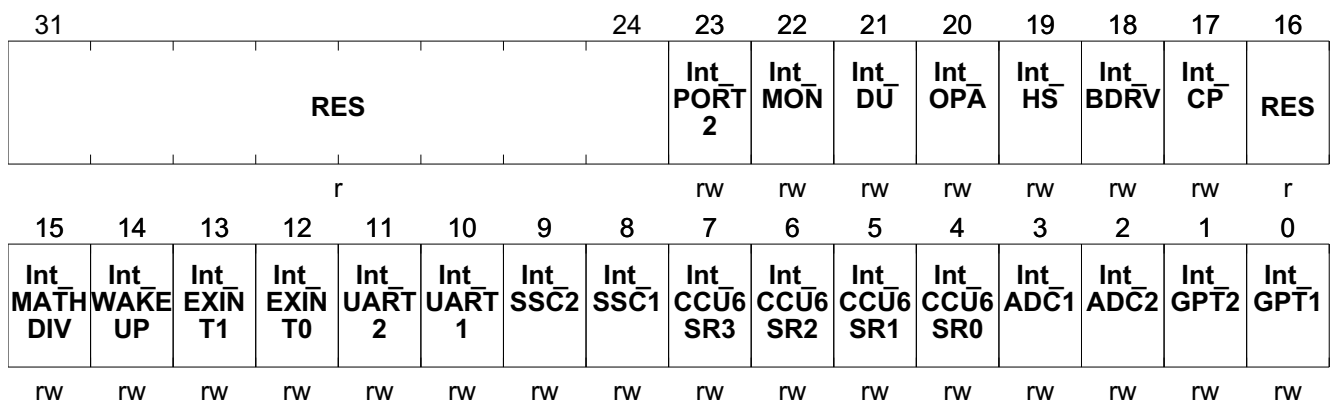 31 24 23 22 21 20 19 18 17 16
RES Int_PORT2 Int_MON Int_DU Int_OPA Int_HS Int_BDRV Int_CP RES
r rw rw rw rw rw rw rw r
15 14 13 12 11 10 9 8 7 6 5 4 3 2 1 0
Int_MATHDIV Int_WAKEUP Int_EXINT1 Int_EXINT0 Int_UART2 Int_UART1 Int_SSC2 Int_SSC1 Int_CCU6SR3 Int_CCU6SR2 Int_CCU6SR1 Int_CCU6SR0 Int_ADC1 Int_ADC2 Int_GPT2 Int_GPT1
rw rw rw rw rw rw rw rw rw rw rw rw rw rw rw rw